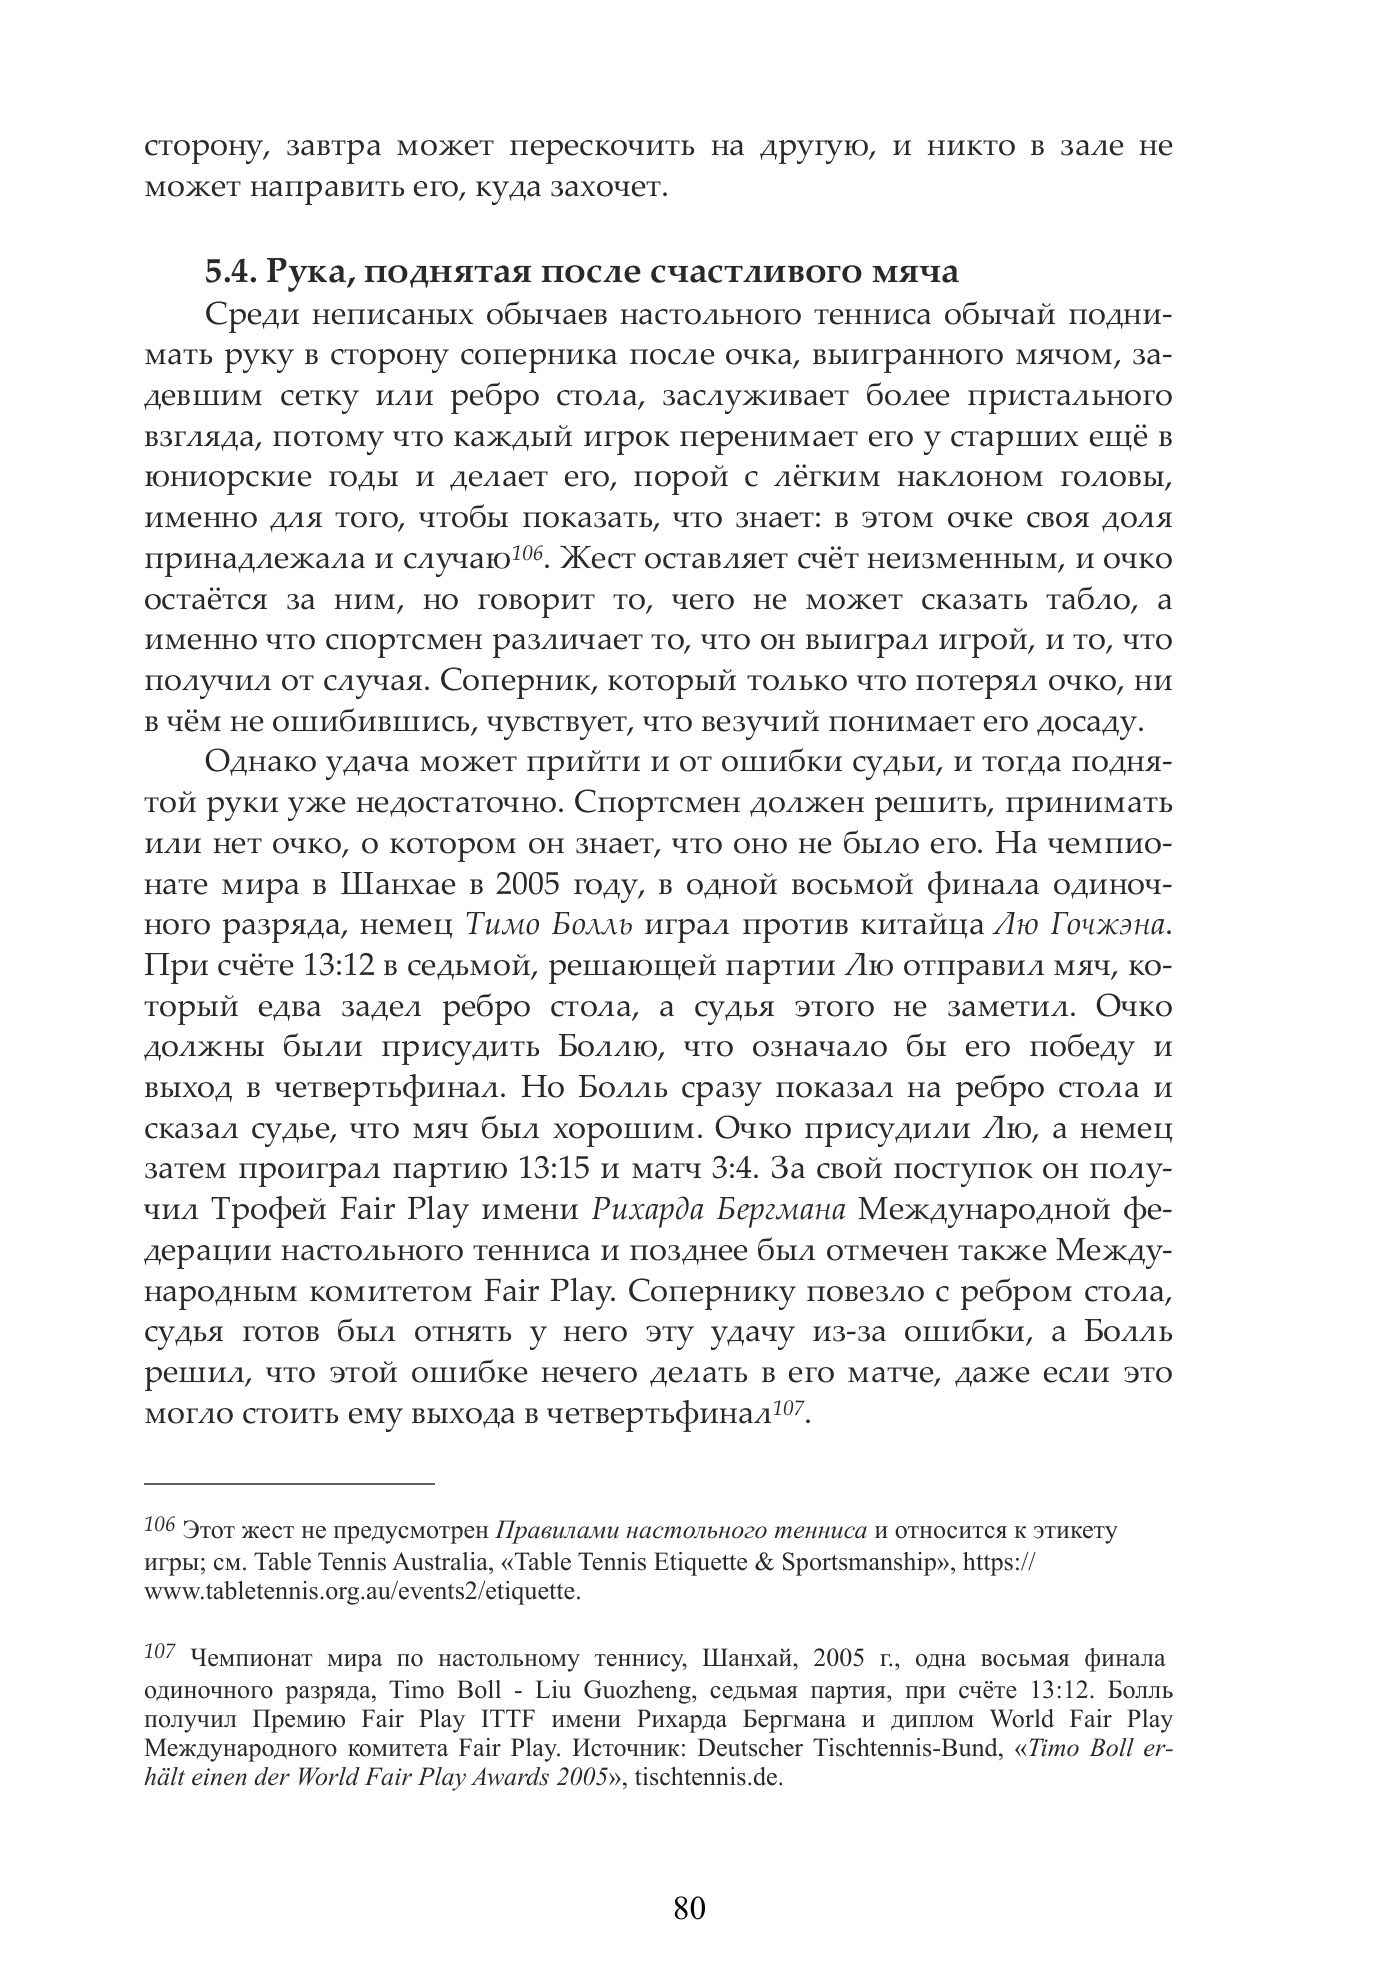 сторону, завтра может перескочить на другую, и никто в зале не
может направить его, куда захочет.
5.4. Рука, поднятая после счастливого мяча
Среди неписаных обычаев настольного тенниса обычай подни-
мать руку в сторону соперника после очка, выигранного мячом, за-
девшим сетку или ребро стола, заслуживает более пристального
взгляда, потому что каждый игрок перенимает его у старших ещё в
юниорские годы и делает его, порой с лёгким наклоном головы,
именно для того, чтобы показать, что знает: в этом очке своя доля
принадлежала и случаю106. Жест оставляет счёт неизменным, и очко
остаётся за ним, но говорит то, чего не может сказать табло, а
именно что спортсмен различает то, что он выиграл игрой, и то, что
получил от случая. Соперник, который только что потерял очко, ни
в чём не ошибившись, чувствует, что везучий понимает его досаду.
Однако удача может прийти и от ошибки судьи, и тогда подня-
той руки уже недостаточно. Спортсмен должен решить, принимать
или нет очко, о котором он знает, что оно не было его. На чемпио-
нате мира в Шанхае в 2005 году, в одной восьмой финала одиноч-
ного разряда, немец Тимо Болль играл против китайца Лю Гочжэна.
При счёте 13:12 в седьмой, решающей партии Лю отправил мяч, ко-
торый едва задел ребро стола, а судья этого не заметил. Очко
должны были присудить Боллю, что означало бы его победу и
выход в четвертьфинал. Но Болль сразу показал на ребро стола и
сказал судье, что мяч был хорошим. Очко присудили Лю, а немец
затем проиграл партию 13:15 и матч 3:4. За свой поступок он полу-
чил Трофей Fair Play имени Рихарда Бергмана Международной фе-
дерации настольного тенниса и позднее был отмечен также Между-
народным комитетом Fair Play. Сопернику повезло с ребром стола,
судья готов был отнять у него эту удачу из-за ошибки, а Болль
решил, что этой ошибке нечего делать в его матче, даже если это
могло стоить ему выхода в четвертьфинал107.
106 Этот жест не предусмотрен Правилами настольного тенниса и относится к этикету
игры; см. Table Tennis Australia, «Table Tennis Etiquette & Sportsmanship», https://
www.tabletennis.org.au/events2/etiquette.
107 Чемпионат мира по настольному теннису, Шанхай, 2005 г., одна восьмая финала
одиночного разряда, Timo Boll - Liu Guozheng, седьмая партия, при счёте 13:12. Болль
получил Премию Fair Play ITTF имени Рихарда Бергмана и диплом World Fair Play
Международного комитета Fair Play. Источник: Deutscher Tischtennis-Bund, «Timo Boll er-
hält einen der World Fair Play Awards 2005», tischtennis.de.
80